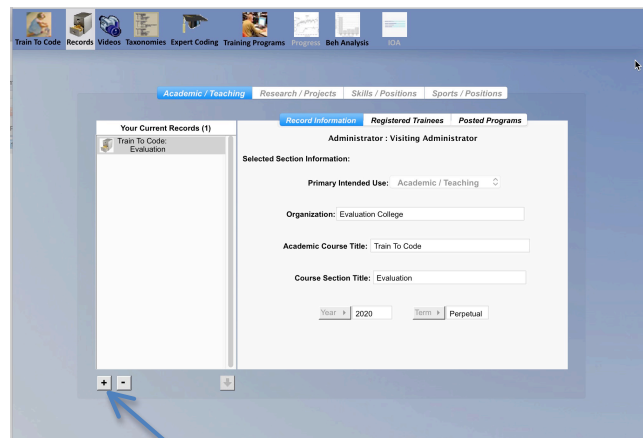 Train To Code Records Videos Taxonomies Expert Coding Training Programs Progress Beh Analysis IOA
Academic / Teaching Research / Projects Skills / Positions Sports / Positions
Your Current Records (1)
Train To Code:
Evaluation
+ -
Record Information Registered Trainees Posted Programs
Administrator : Visiting Administrator
Selected Section Information:
Primary Intended Use: Academic / Teaching
Organization: Evaluation College
Academic Course Title: Train To Code
Course Section Title: Evaluation
Year 2020 Term Perpetual